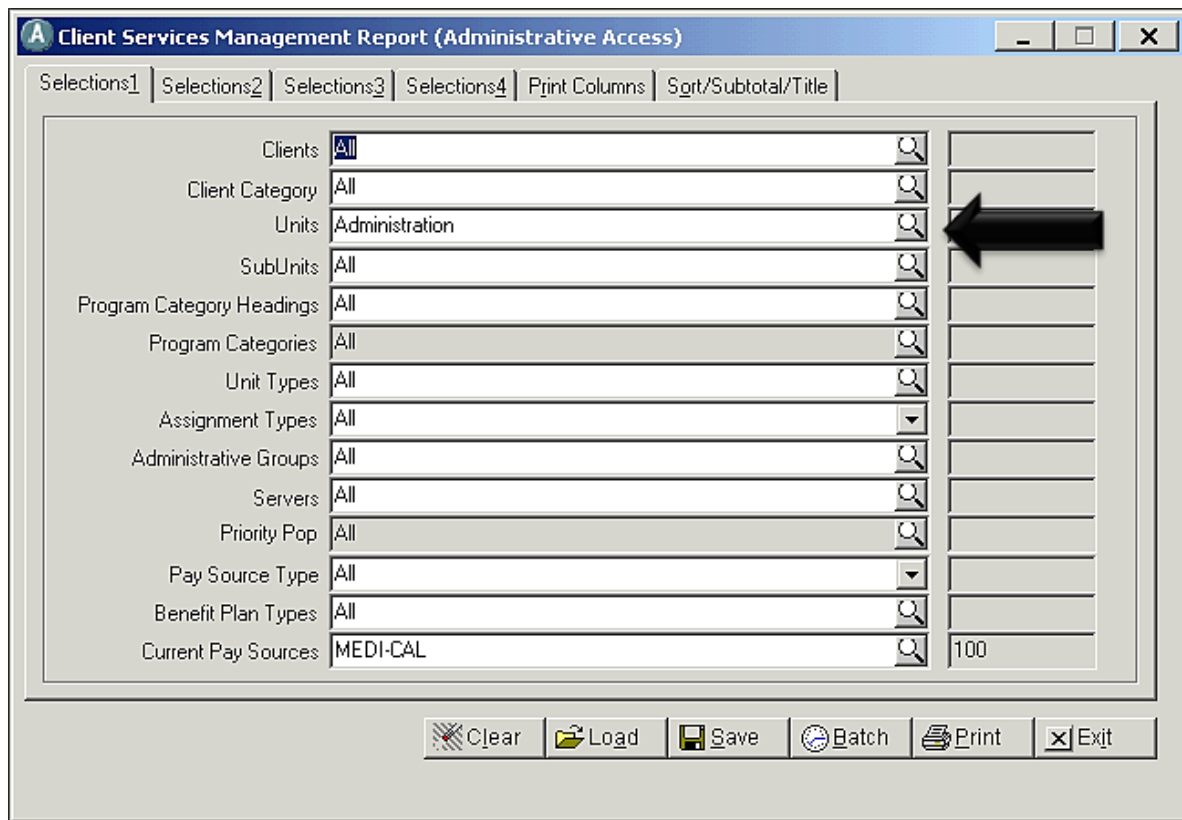 A Client Services Management Report (Administrative Access)
Selections1 Selections2 Selections3 Selections4 Print Columns Sort/Subtotal/Title
Clients All
Client Category All
Units Administration
SubUnits All
Program Category Headings All
Program Categories All
Unit Types All
Assignment Types All
Administrative Groups All
Servers All
Priority Pop All
Pay Source Type All
Benefit Plan Types All
Current Pay Sources MEDI-CAL 100
Clear Load Save Batch Print Exit